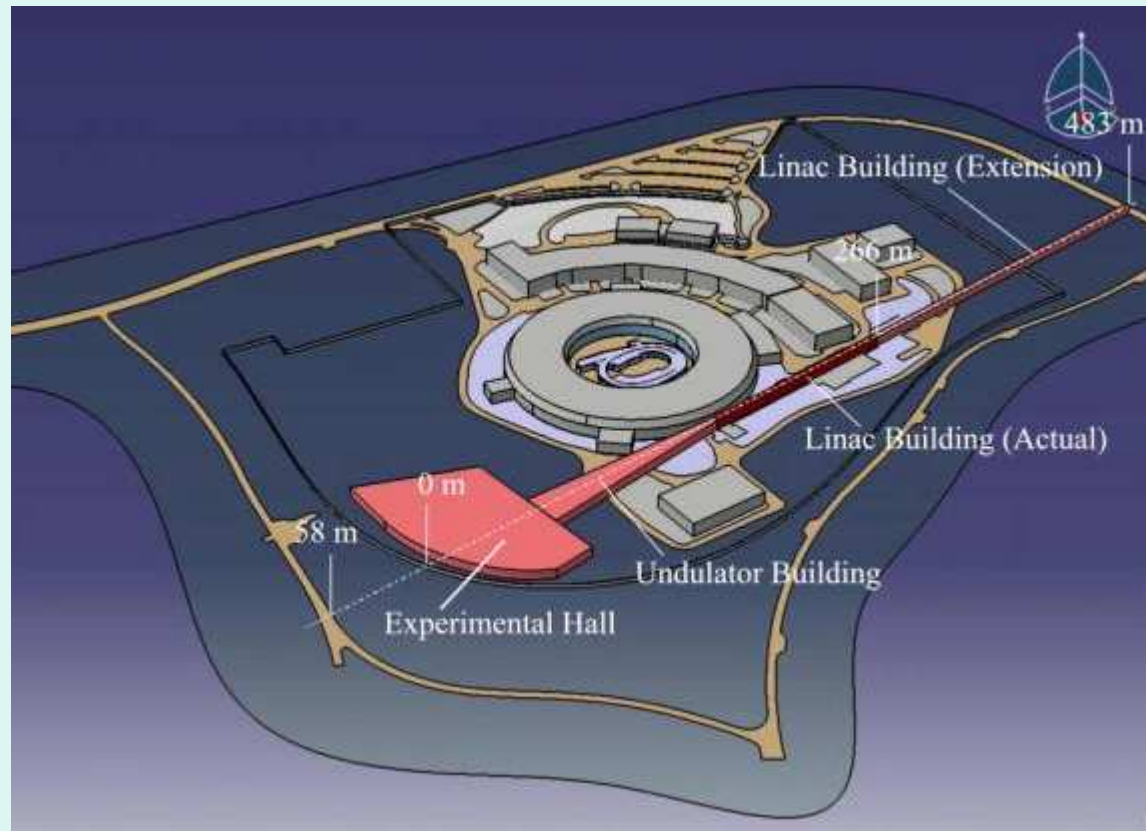 483 m
Linac Building (Extension)
266 m
Linac Building (Actual)
0 m
58 m
Undulator Building
Experimental Hall